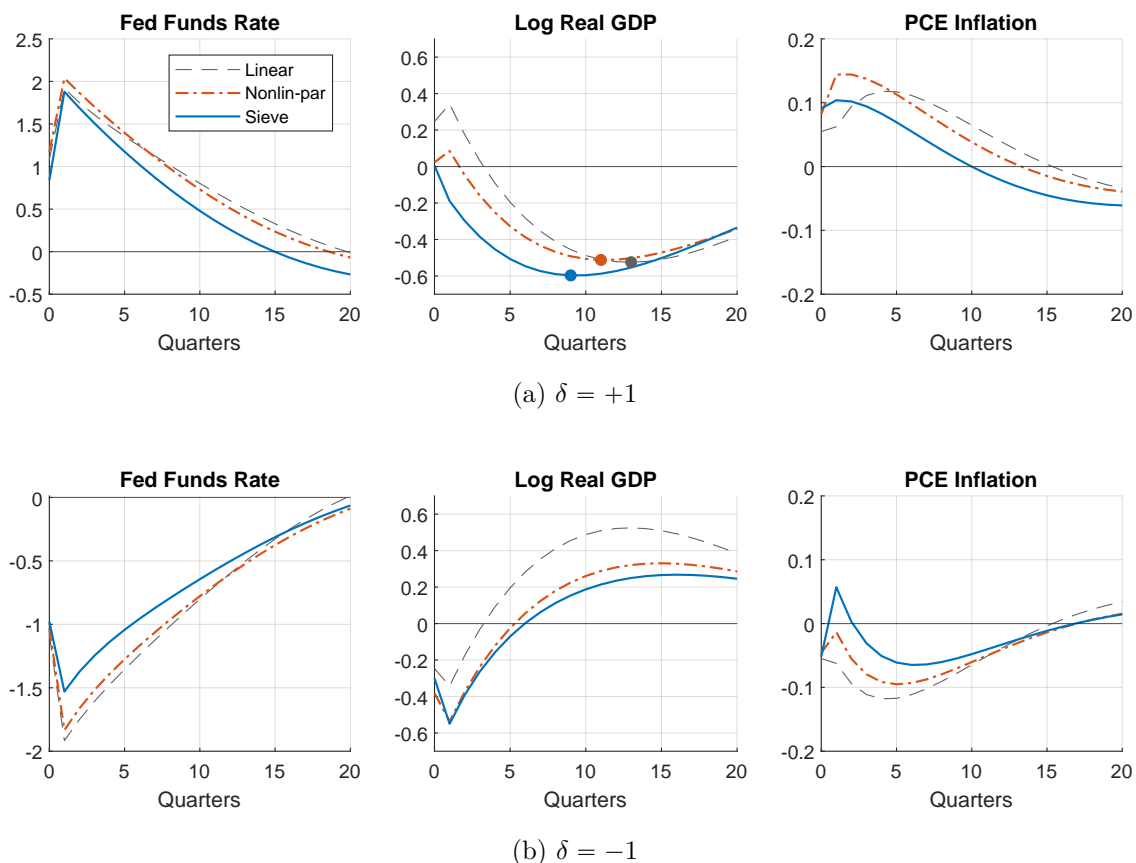 Fed Funds Rate
Log Real GDP
PCE Inflation
2.5
2
1.5
1
0.5
0
-0.5
Linear
Nonlin-par
Sieve
0 5 10 15 20
Quarters
0.6
0.4
0.2
0
-0.2
-0.4
-0.6
0 5 10 15 20
Quarters
0.2
0.1
0
-0.1
-0.2
0 5 10 15 20
Quarters
(a) δ = +1
Fed Funds Rate
Log Real GDP
PCE Inflation
0
-0.5
-1
-1.5
-2
0 5 10 15 20
Quarters
0.6
0.4
0.2
0
-0.2
-0.4
-0.6
0 5 10 15 20
Quarters
0.2
0.1
0
-0.1
-0.2
0 5 10 15 20
Quarters
(b) δ = −1